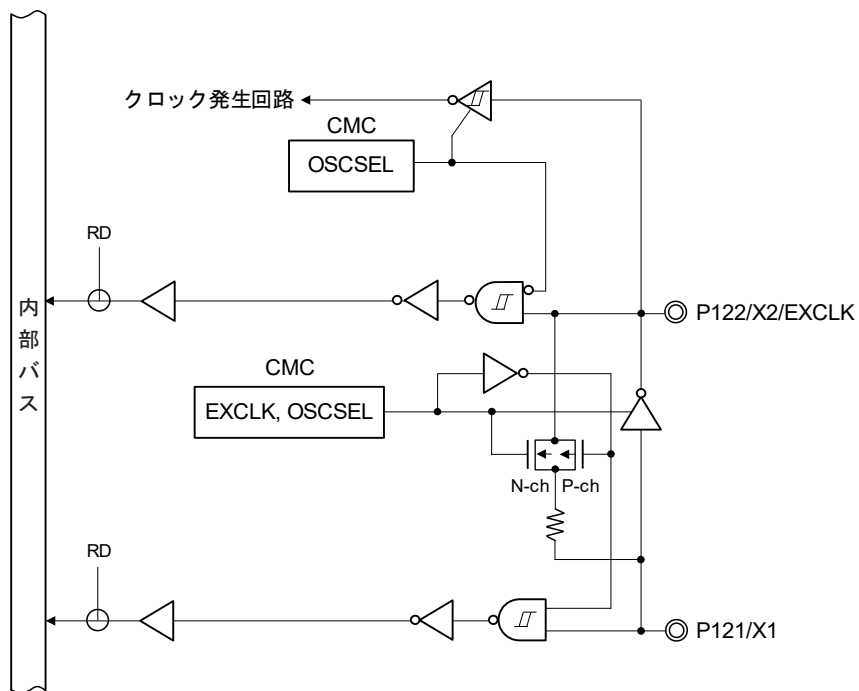 クロック発生回路
CMC
OSCSEL
RD
P122/X2/EXCLK
内部バス
CMC
EXCLK, OSCSEL
N-ch P-ch
RD
P121/X1